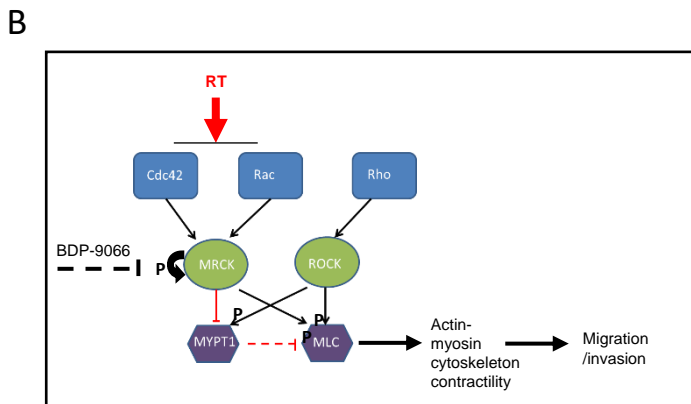 B
RT
Cdc42
Rac
Rho
BDP-9066
P
MRCK
ROCK
P
P
P
MYPT1
MLC
Actin-
myosin
cytoskeleton
contractility
Migration
/invasion